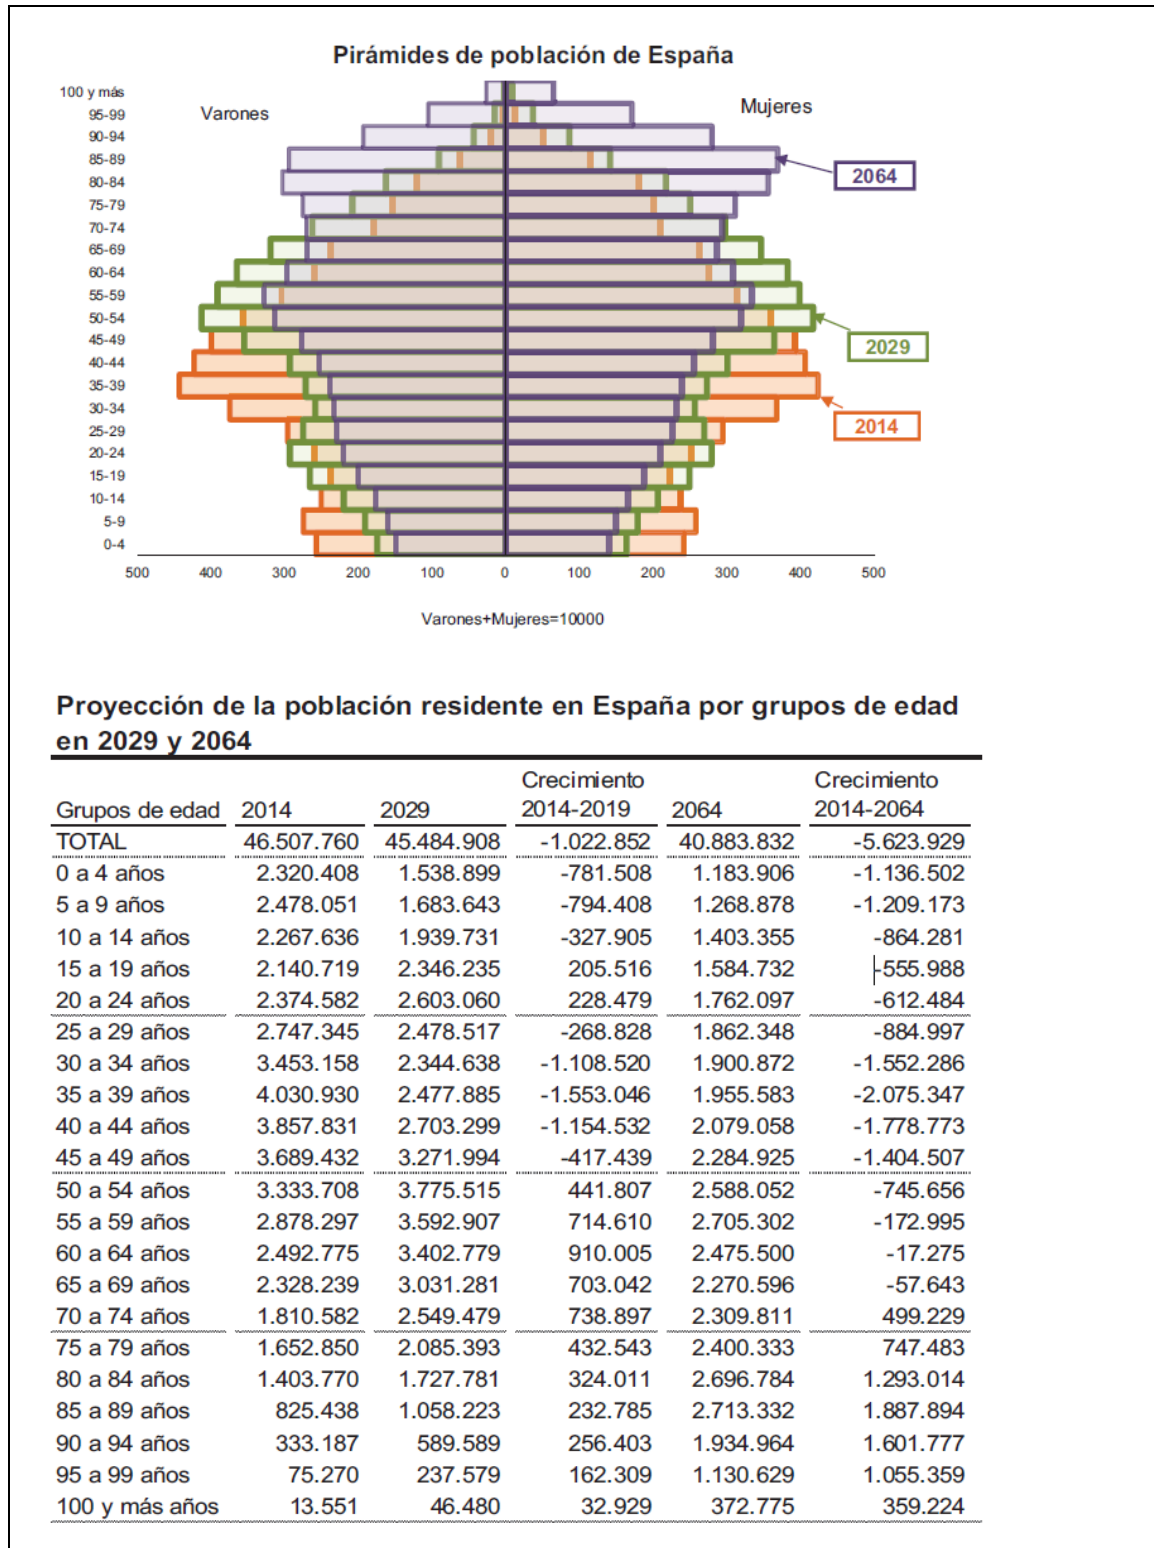 Pirámides de población de España
100 y más
95-99
90-94
85-89
80-84
75-79
70-74
65-69
60-64
55-59
50-54
45-49
40-44
35-39
30-34
25-29
20-24
15-19
10-14
5-9
0-4
Varones
Mujeres
2064
2029
2014
500 400 300 200 100 0 100 200 300 400 500
Varones+Mujeres=10000
Proyección de la población residente en España por grupos de edad
en 2029 y 2064
Crecimiento Crecimiento
Grupos de edad 2014 2029 2014-2019 2064 2014-2064
TOTAL 46.507.760 45.484.908 -1.022.852 40.883.832 -5.623.929
0 a 4 años 2.320.408 1.538.899 -781.508 1.183.906 -1.136.502
5 a 9 años 2.478.051 1.683.643 -794.408 1.268.878 -1.209.173
10 a 14 años 2.267.636 1.939.731 -327.905 1.403.355 -864.281
15 a 19 años 2.140.719 2.346.235 205.516 1.584.732 -555.988
20 a 24 años 2.374.582 2.603.060 228.479 1.762.097 -612.484
25 a 29 años 2.747.345 2.478.517 -268.828 1.862.348 -884.997
30 a 34 años 3.453.158 2.344.638 -1.108.520 1.900.872 -1.552.286
35 a 39 años 4.030.930 2.477.885 -1.553.046 1.955.583 -2.075.347
40 a 44 años 3.857.831 2.703.299 -1.154.532 2.079.058 -1.778.773
45 a 49 años 3.689.432 3.271.994 -417.439 2.284.925 -1.404.507
50 a 54 años 3.333.708 3.775.515 441.807 2.588.052 -745.656
55 a 59 años 2.878.297 3.592.907 714.610 2.705.302 -172.995
60 a 64 años 2.492.775 3.402.779 910.005 2.475.500 -17.275
65 a 69 años 2.328.239 3.031.281 703.042 2.270.596 -57.643
70 a 74 años 1.810.582 2.549.479 738.897 2.309.811 499.229
75 a 79 años 1.652.850 2.085.393 432.543 2.400.333 747.483
80 a 84 años 1.403.770 1.727.781 324.011 2.696.784 1.293.014
85 a 89 años 825.438 1.058.223 232.785 2.713.332 1.887.894
90 a 94 años 333.187 589.589 256.403 1.934.964 1.601.777
95 a 99 años 75.270 237.579 162.309 1.130.629 1.055.359
100 y más años 13.551 46.480 32.929 372.775 359.224